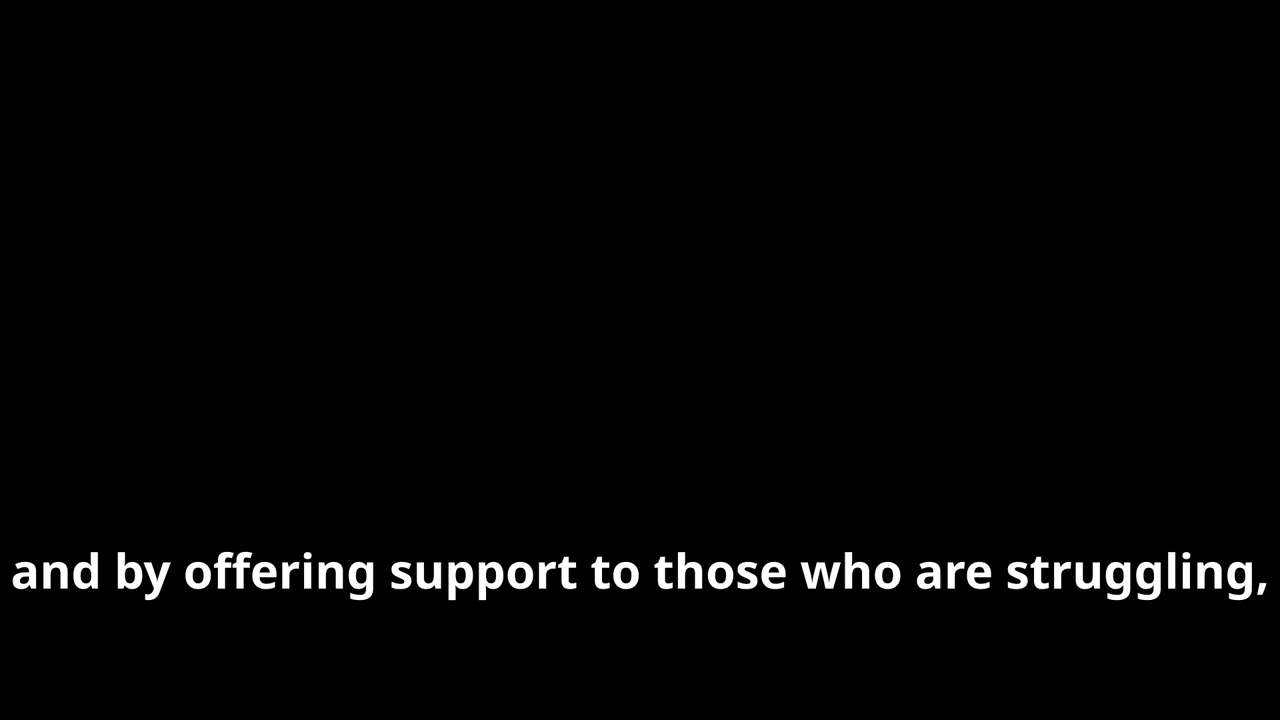 and by offering support to those who are struggling,